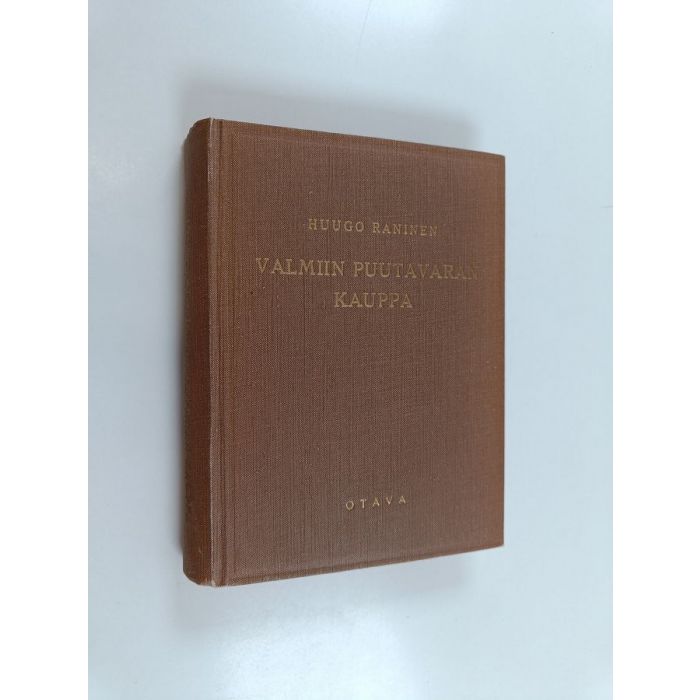 HUUGO RANINEN
VALMIIN PUUTAVARAN
KAUPPA
OTAVA